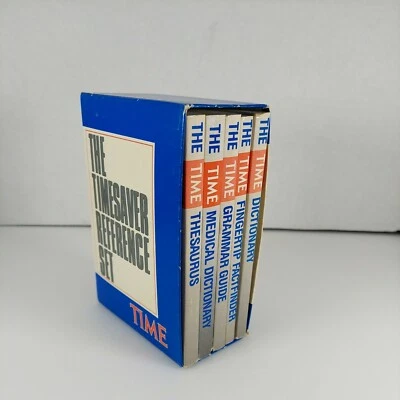 THE
TIMESAVER
REFERENCE
SET
TIME
THE TIME THESAURUS
THE TIME MEDICAL DICTIONARY
THE TIME GRAMMAR GUIDE
THE TIME FINGERTIP FACTFINDER
THE TIME DICTIONARY